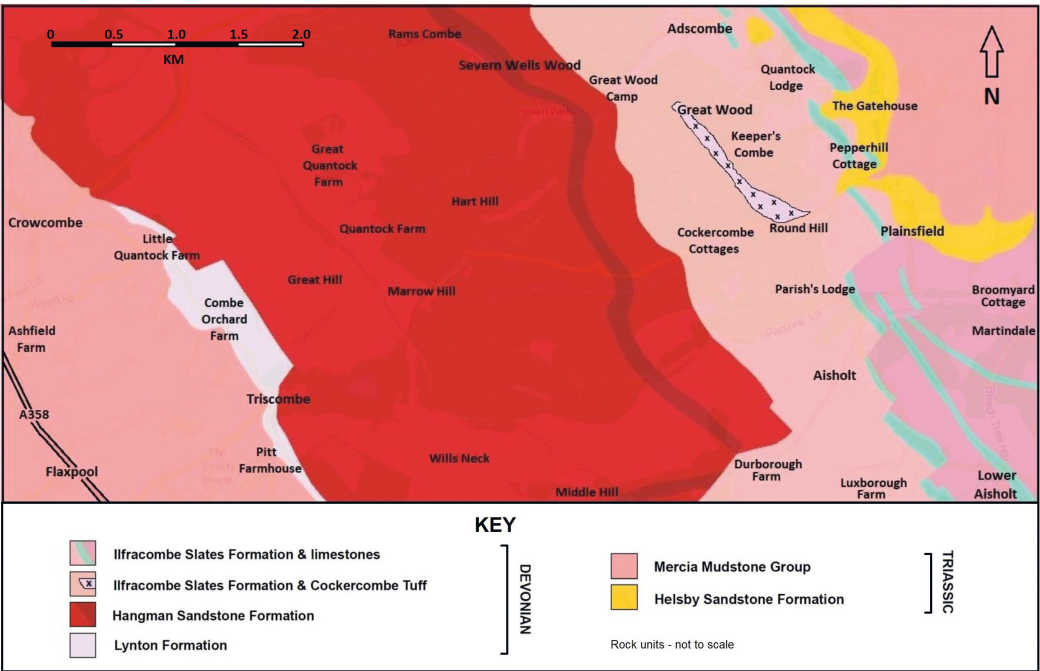 0 0.5 1.0 1.5 2.0
KM
Rams Combe
Adscombe
N
Severn Wells Wood
Great Wood
Camp
Quantock
Lodge
Great Wood
The Gatehouse
Keeper's
Combe
Great
Quantock
Farm
Pepperhill
Cottage
Hart Hill
Crowcombe
Little
Quantock Farm
Quantock Farm
Cockercombe
Cottages
Round Hill
Plainsfield
Great Hill
Marrow Hill
Parish's Lodge
Broomyard
Cottage
Combe
Orchard
Farm
Ashfield
Farm
Martindale
Aisholt
Triscombe
A358
Pitt
Farmhouse
The
Wills Neck
Flaxpool
Durborough
Farm
Middle Hill
Luxborough
Farm
Lower
Aisholt
KEY
Ilfracombe Slates Formation & limestones
Ilfracombe Slates Formation & Cockercombe Tuff
Hangman Sandstone Formation
Lynton Formation
DEVONIAN
Mercia Mudstone Group
Helsby Sandstone Formation
TRIASSIC
Rock units - not to scale